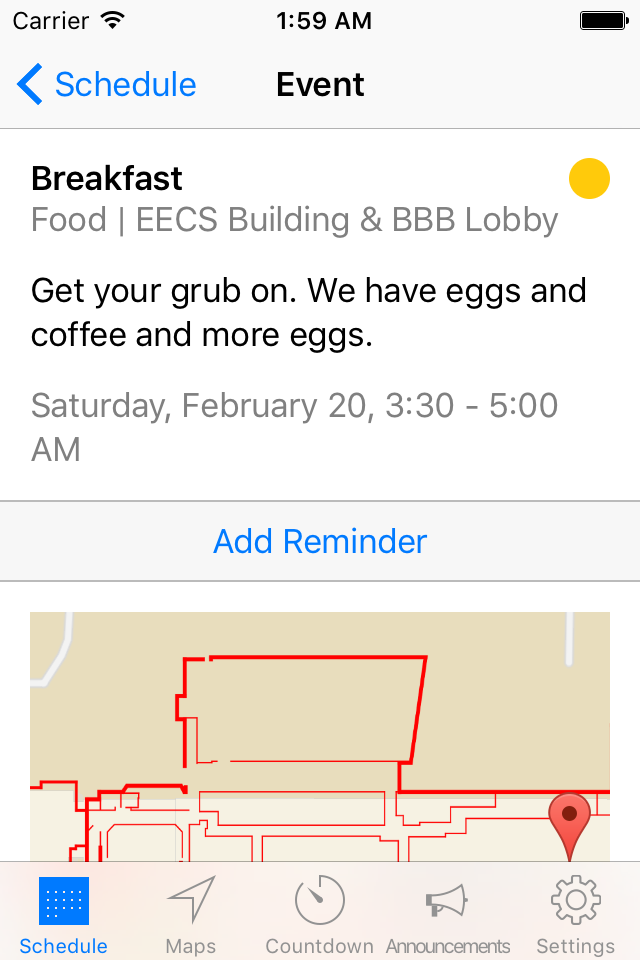 Carrier 1:59 AM
Schedule Event
Breakfast
Food | EECS Building & BBB Lobby
Get your grub on. We have eggs and
coffee and more eggs.
Saturday, February 20, 3:30 - 5:00
AM
Add Reminder
Schedule Maps Countdown Announcements Settings